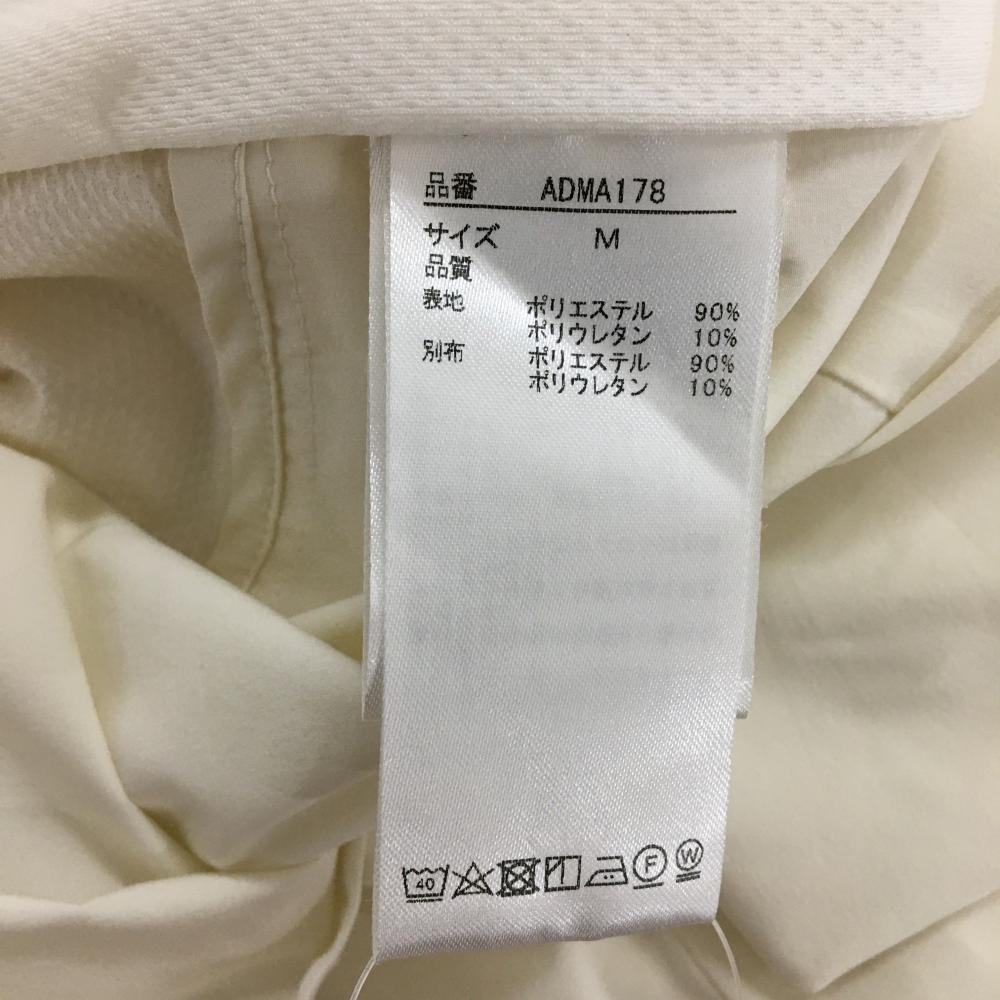 品番 ADMA178
サイズ M
品質
表地 ポリエステル 90%
ポリウレタン 10%
別布 ポリエステル 90%
ポリウレタン 10%
40 F W